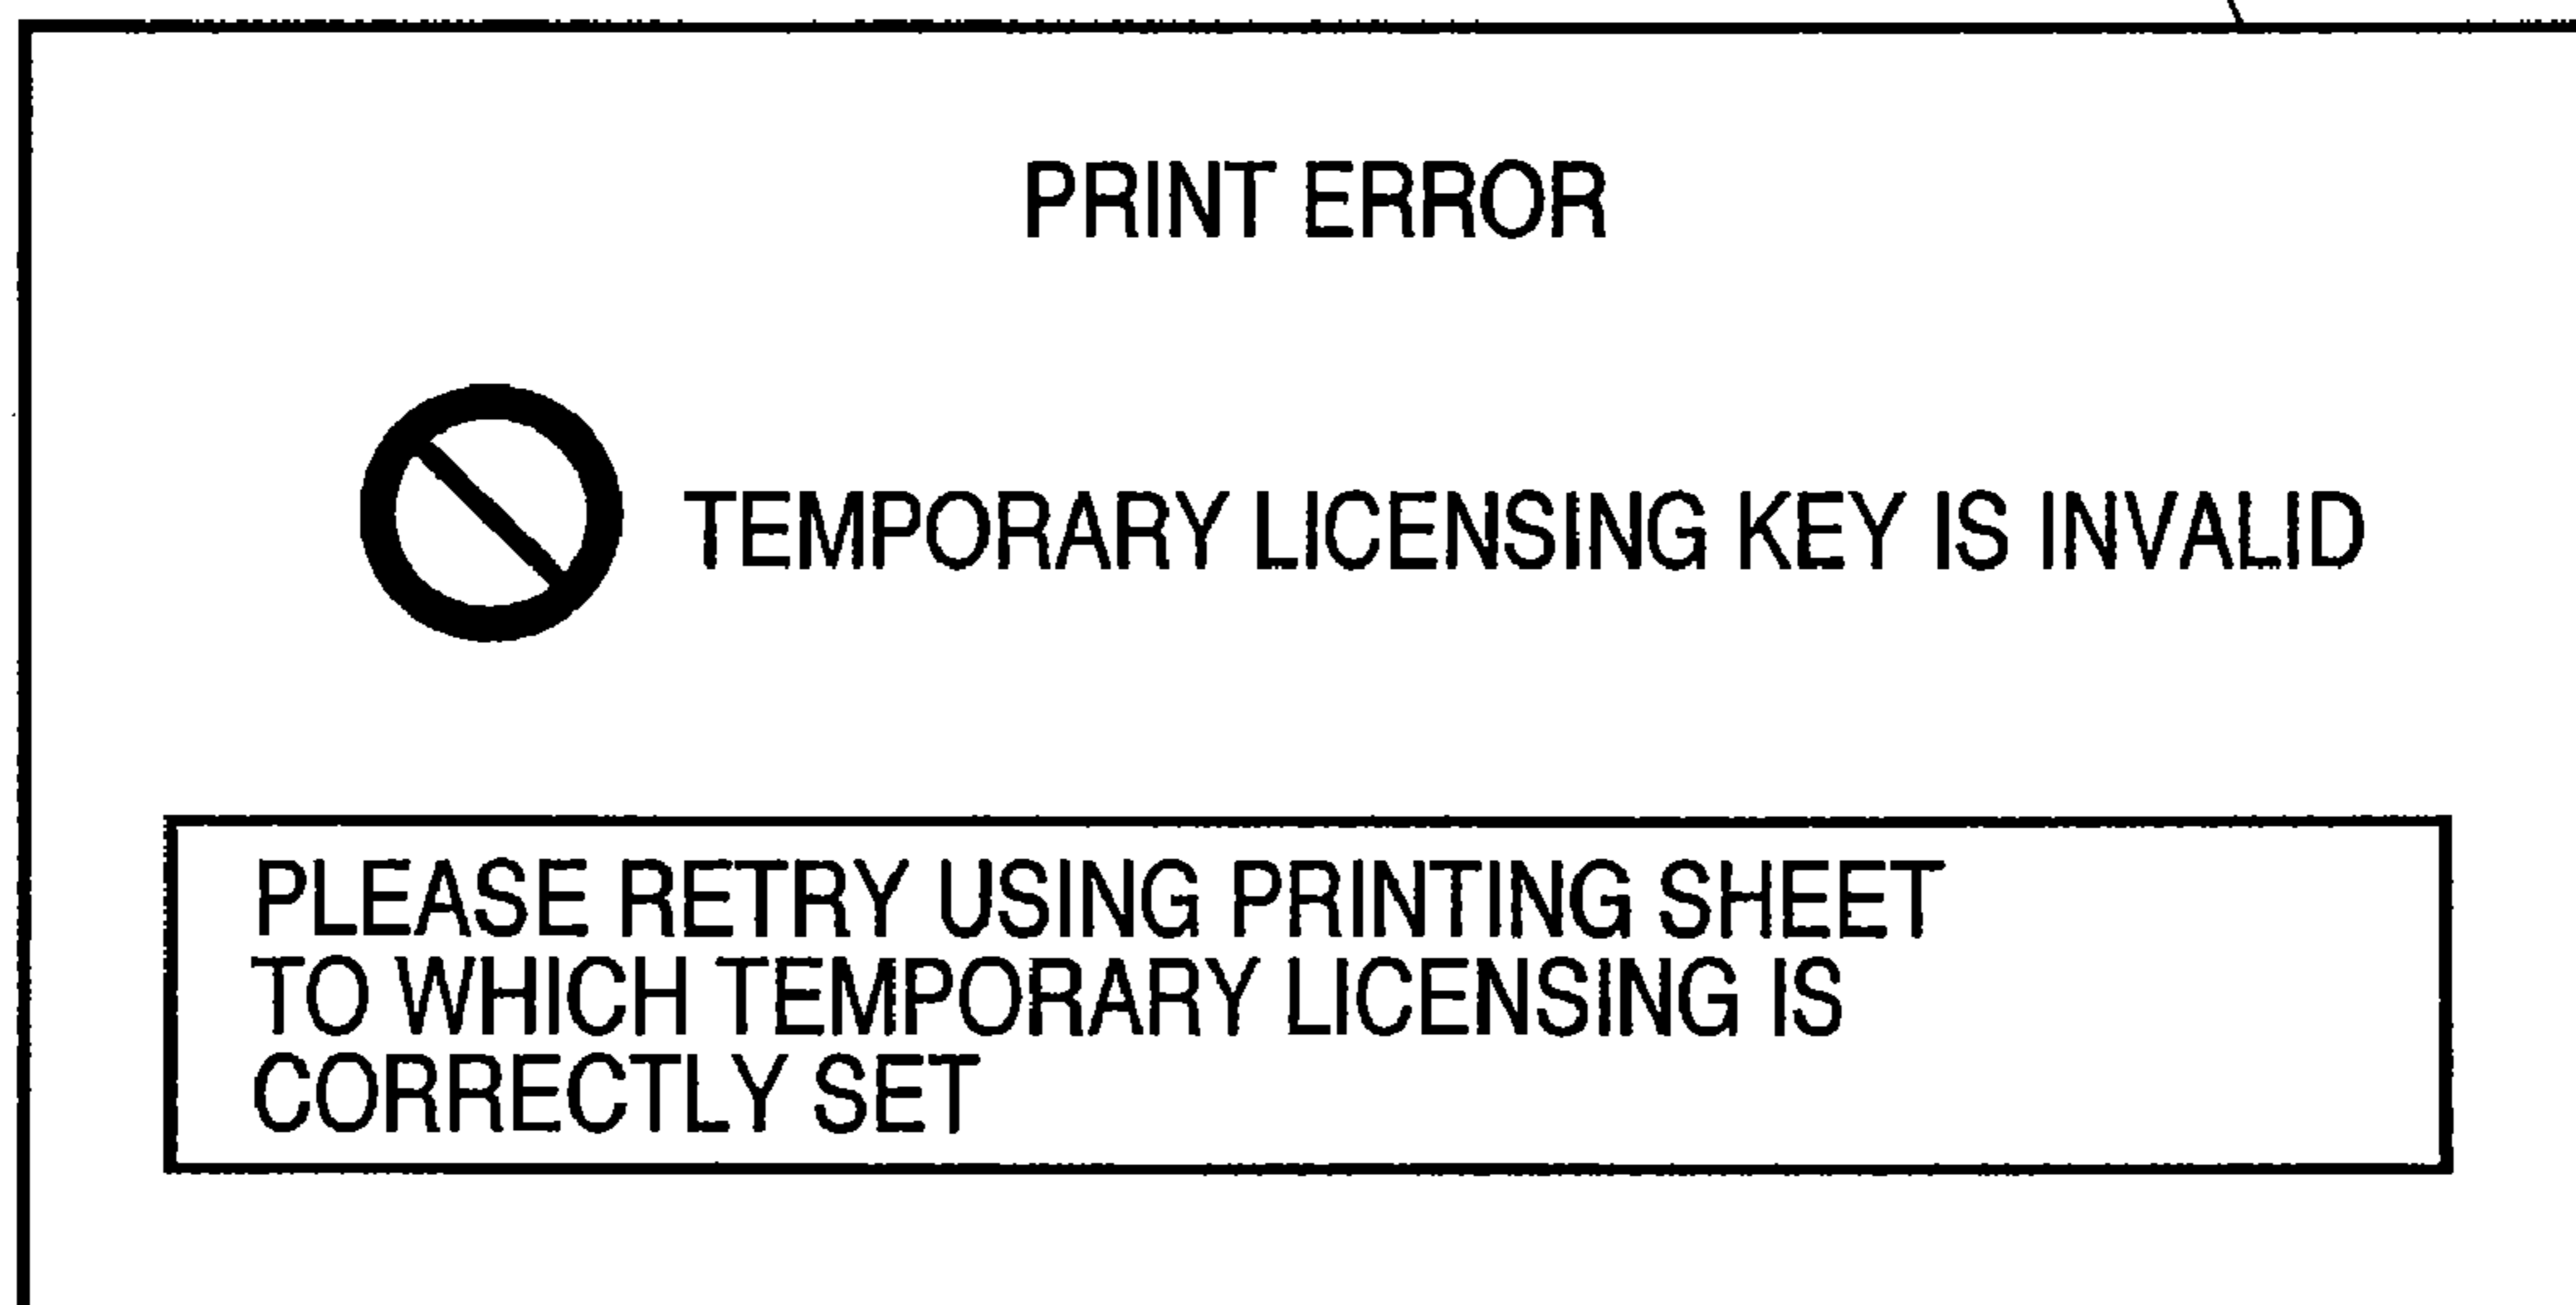 PRINT ERROR
TEMPORARY LICENSING KEY IS INVALID
PLEASE RETRY USING PRINTING SHEET
TO WHICH TEMPORARY LICENSING IS
CORRECTLY SET